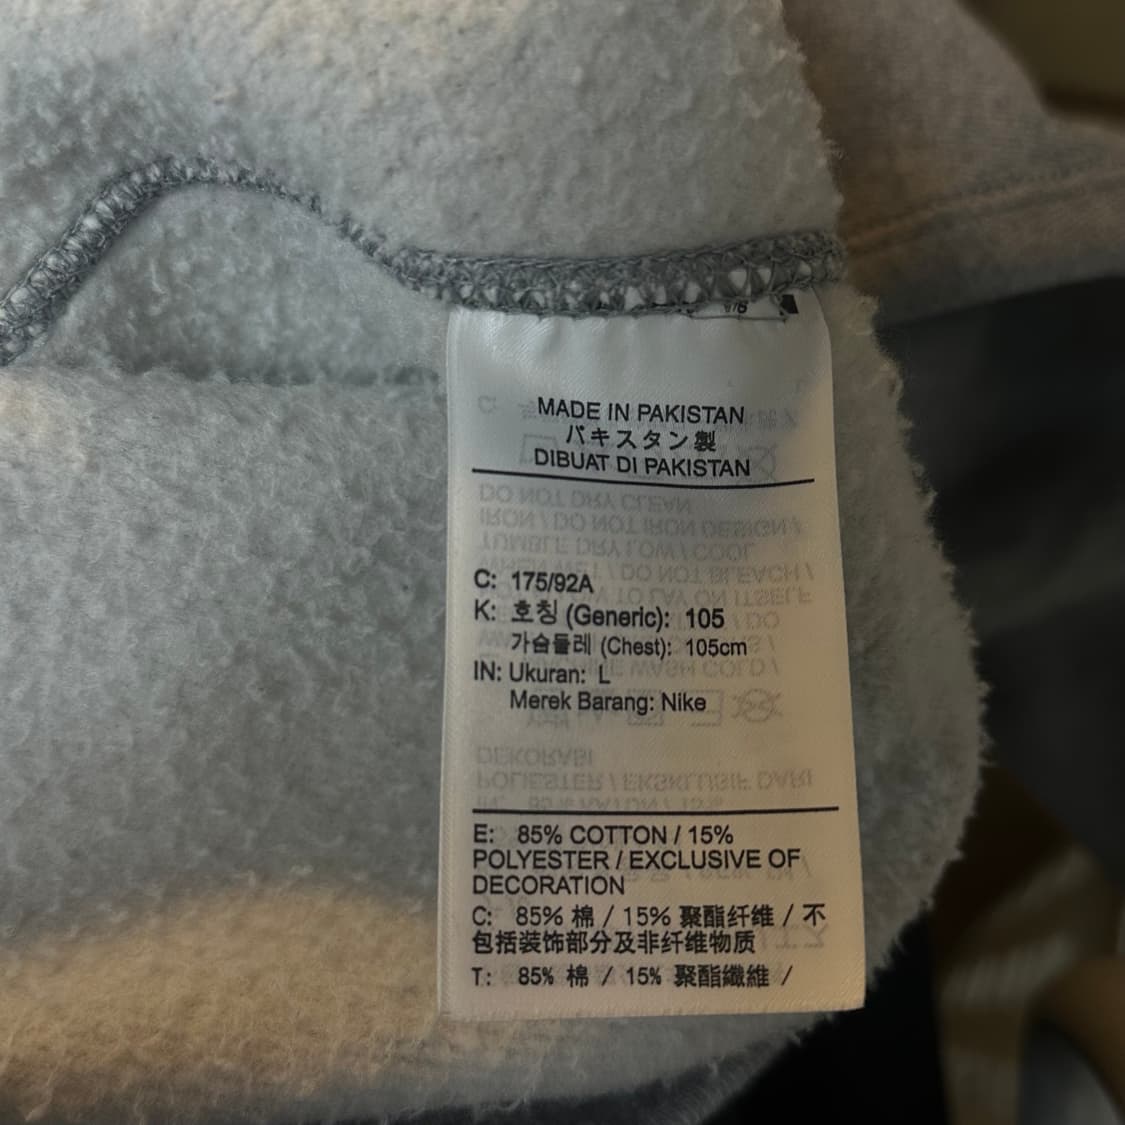 MADE IN PAKISTAN
パキスタン製
DIBUAT DI PAKISTAN
C: 175/92A
K: 호칭 (Generic): 105
가슴둘레 (Chest): 105cm
IN: Ukuran: L
Merek Barang: Nike
E: 85% COTTON / 15%
POLYESTER / EXCLUSIVE OF
DECORATION
C: 85% 棉 / 15% 聚酯纤维 / 不
包括装饰部分及非纤维物质
T: 85% 棉 / 15% 聚酯纖維 /